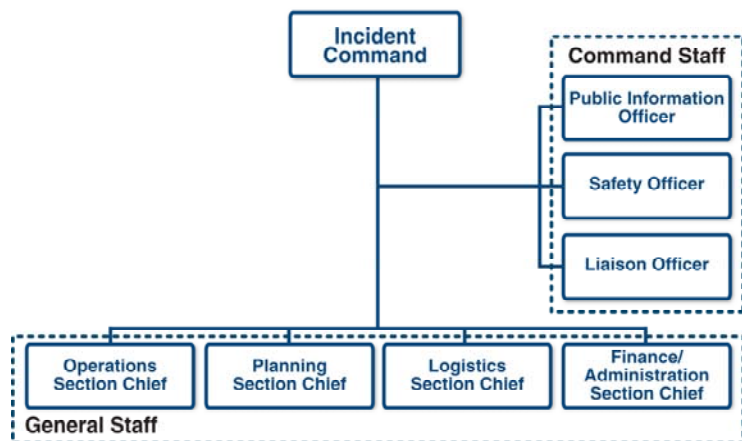 Incident
Command
Command Staff
Public Information
Officer
Safety Officer
Liaison Officer
Operations
Section Chief
Planning
Section Chief
Logistics
Section Chief
Finance/
Administration
Section Chief
General Staff